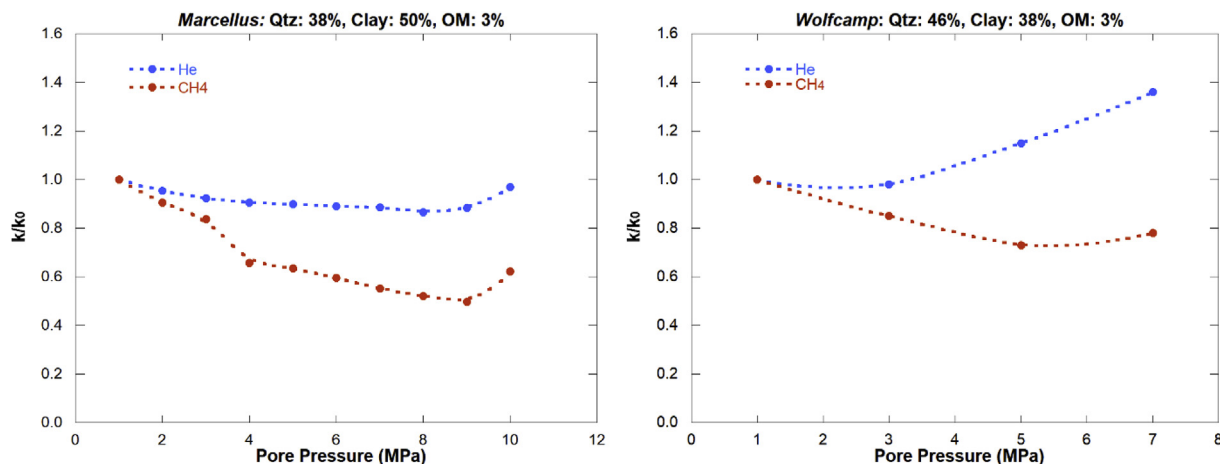 Marcellus: Qtz: 38%, Clay: 50%, OM: 3%
1.6
1.4
1.2
1.0
0.8
0.6
0.4
0.2
0.0
k/k0
He
CH4
0 2 4 6 8 10 12
Pore Pressure (MPa)
Wolfcamp: Qtz: 46%, Clay: 38%, OM: 3%
1.6
1.4
1.2
1.0
0.8
0.6
0.4
0.2
0.0
k/k0
He
CH4
0 1 2 3 4 5 6 7 8
Pore Pressure (MPa)